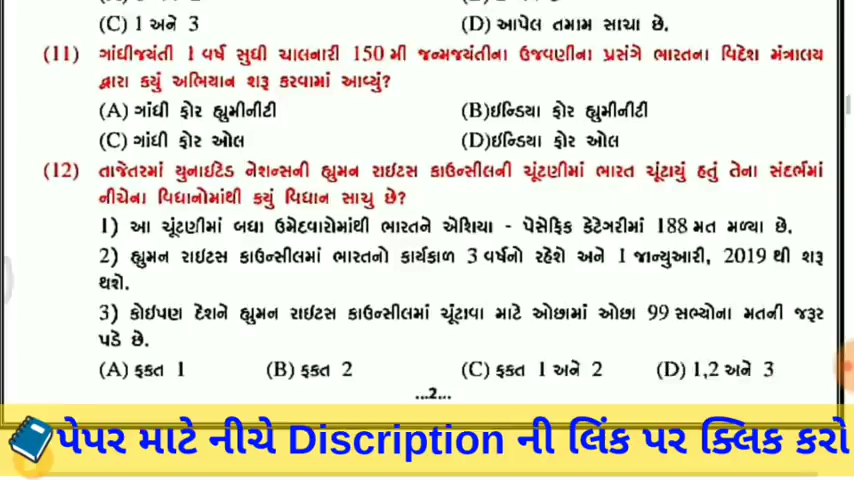 (C) 1 અને 3 (D) આપેલ તમામ સાચા છે.
(11) ગાંધીજયંતી 1 વર્ષ સુધી ચાલનારી 150 મી જન્મજયંતીના ઉજવણીના પ્રસંગે ભારતના વિદેશ મંત્રાલય
દ્વારા કયું અભિયાન શરૂ કરવામાં આવ્યું?
(A) ગાંધી ફોર હ્યુમીનીટી (B)ઇન્ડિયા ફોર હ્યુમીનીટી
(C) ગાંધી ફોર ઓલ (D)ઇન્ડિયા ફોર ઓલ
(12) તાજેતરમાં યુનાઇટેડ નેશન્સની હ્યુમન રાઇટસ કાઉન્સીલની ચૂંટણીમાં ભારત ચૂંટાયું હતું તેના સંદર્ભમાં
નીચેના વિધાનોમાંથી કયું વિધાન સાચુ છે?
1) આ ચૂંટણીમાં બધા ઉમેદવારોમાંથી ભારતને એશિયા - પેસેફિક કેટેગરીમાં 188 મત મળ્યા છે.
2) હ્યુમન રાઇટસ કાઉન્સીલમાં ભારતનો કાર્યકાળ 3 વર્ષનો રહેશે અને 1 જાન્યુઆરી, 2019 થી શરૂ
થશે.
3) કોઇપણ દેશને હ્યુમન રાઇટસ કાઉન્સીલમાં ચૂંટાવા માટે ઓછામાં ઓછા 99 સભ્યોના મતની જરૂર
પડે છે.
(A) ફકત 1 (B) ફકત 2 (C) ફકત 1 અને 2 (D) 1,2 અને 3
...2...
પેપર માટે નીચે Discription ની લિંક પર ક્લિક કરો